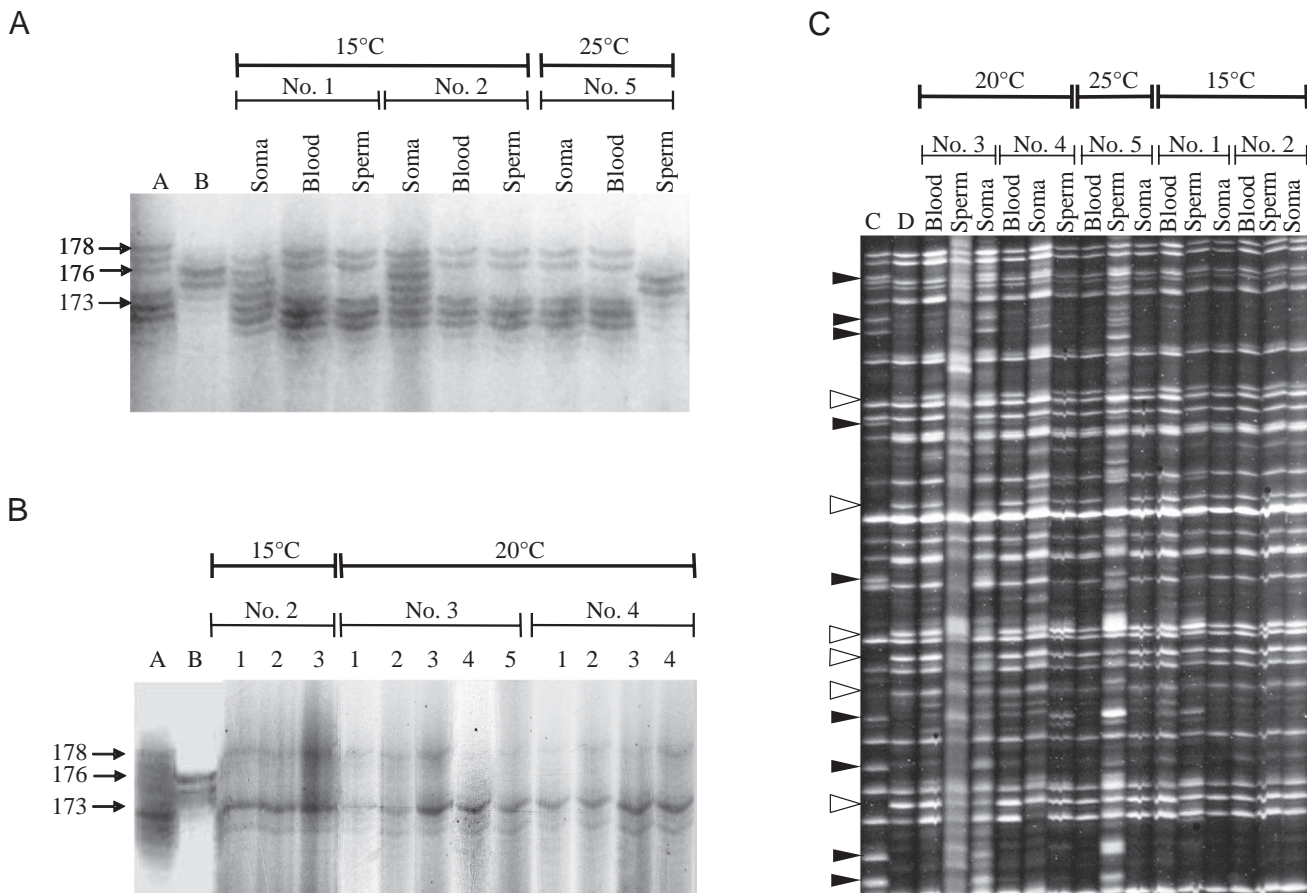 A
15°C 25°C
No. 1 No. 2 No. 5
A B Soma Blood Sperm Soma Blood Sperm Soma Blood Sperm
178
176
173
B
15°C 20°C
No. 2 No. 3 No. 4
A B 1 2 3 1 2 3 4 5 1 2 3 4
178
176
173
C
20°C 25°C 15°C
No. 3 No. 4 No. 5 No. 1 No. 2
C D Blood Sperm Soma Blood Soma Sperm Blood Sperm Soma Blood Sperm Soma Blood Sperm Soma